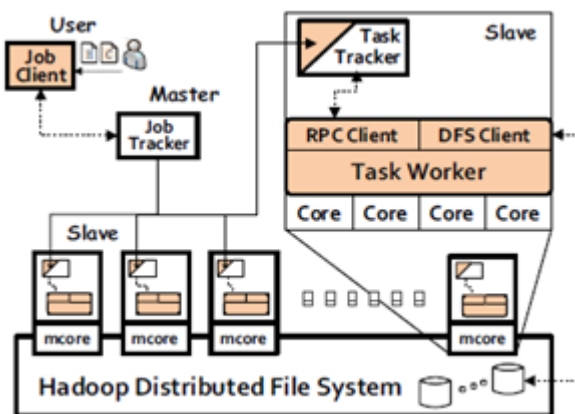 User
Job
Client
Master
Job
Tracker
Task
Tracker
Slave
RPC Client
DFS Client
Task Worker
Core
Core
Core
Core
Slave
mcore
mcore
mcore
mcore
Hadoop Distributed File System